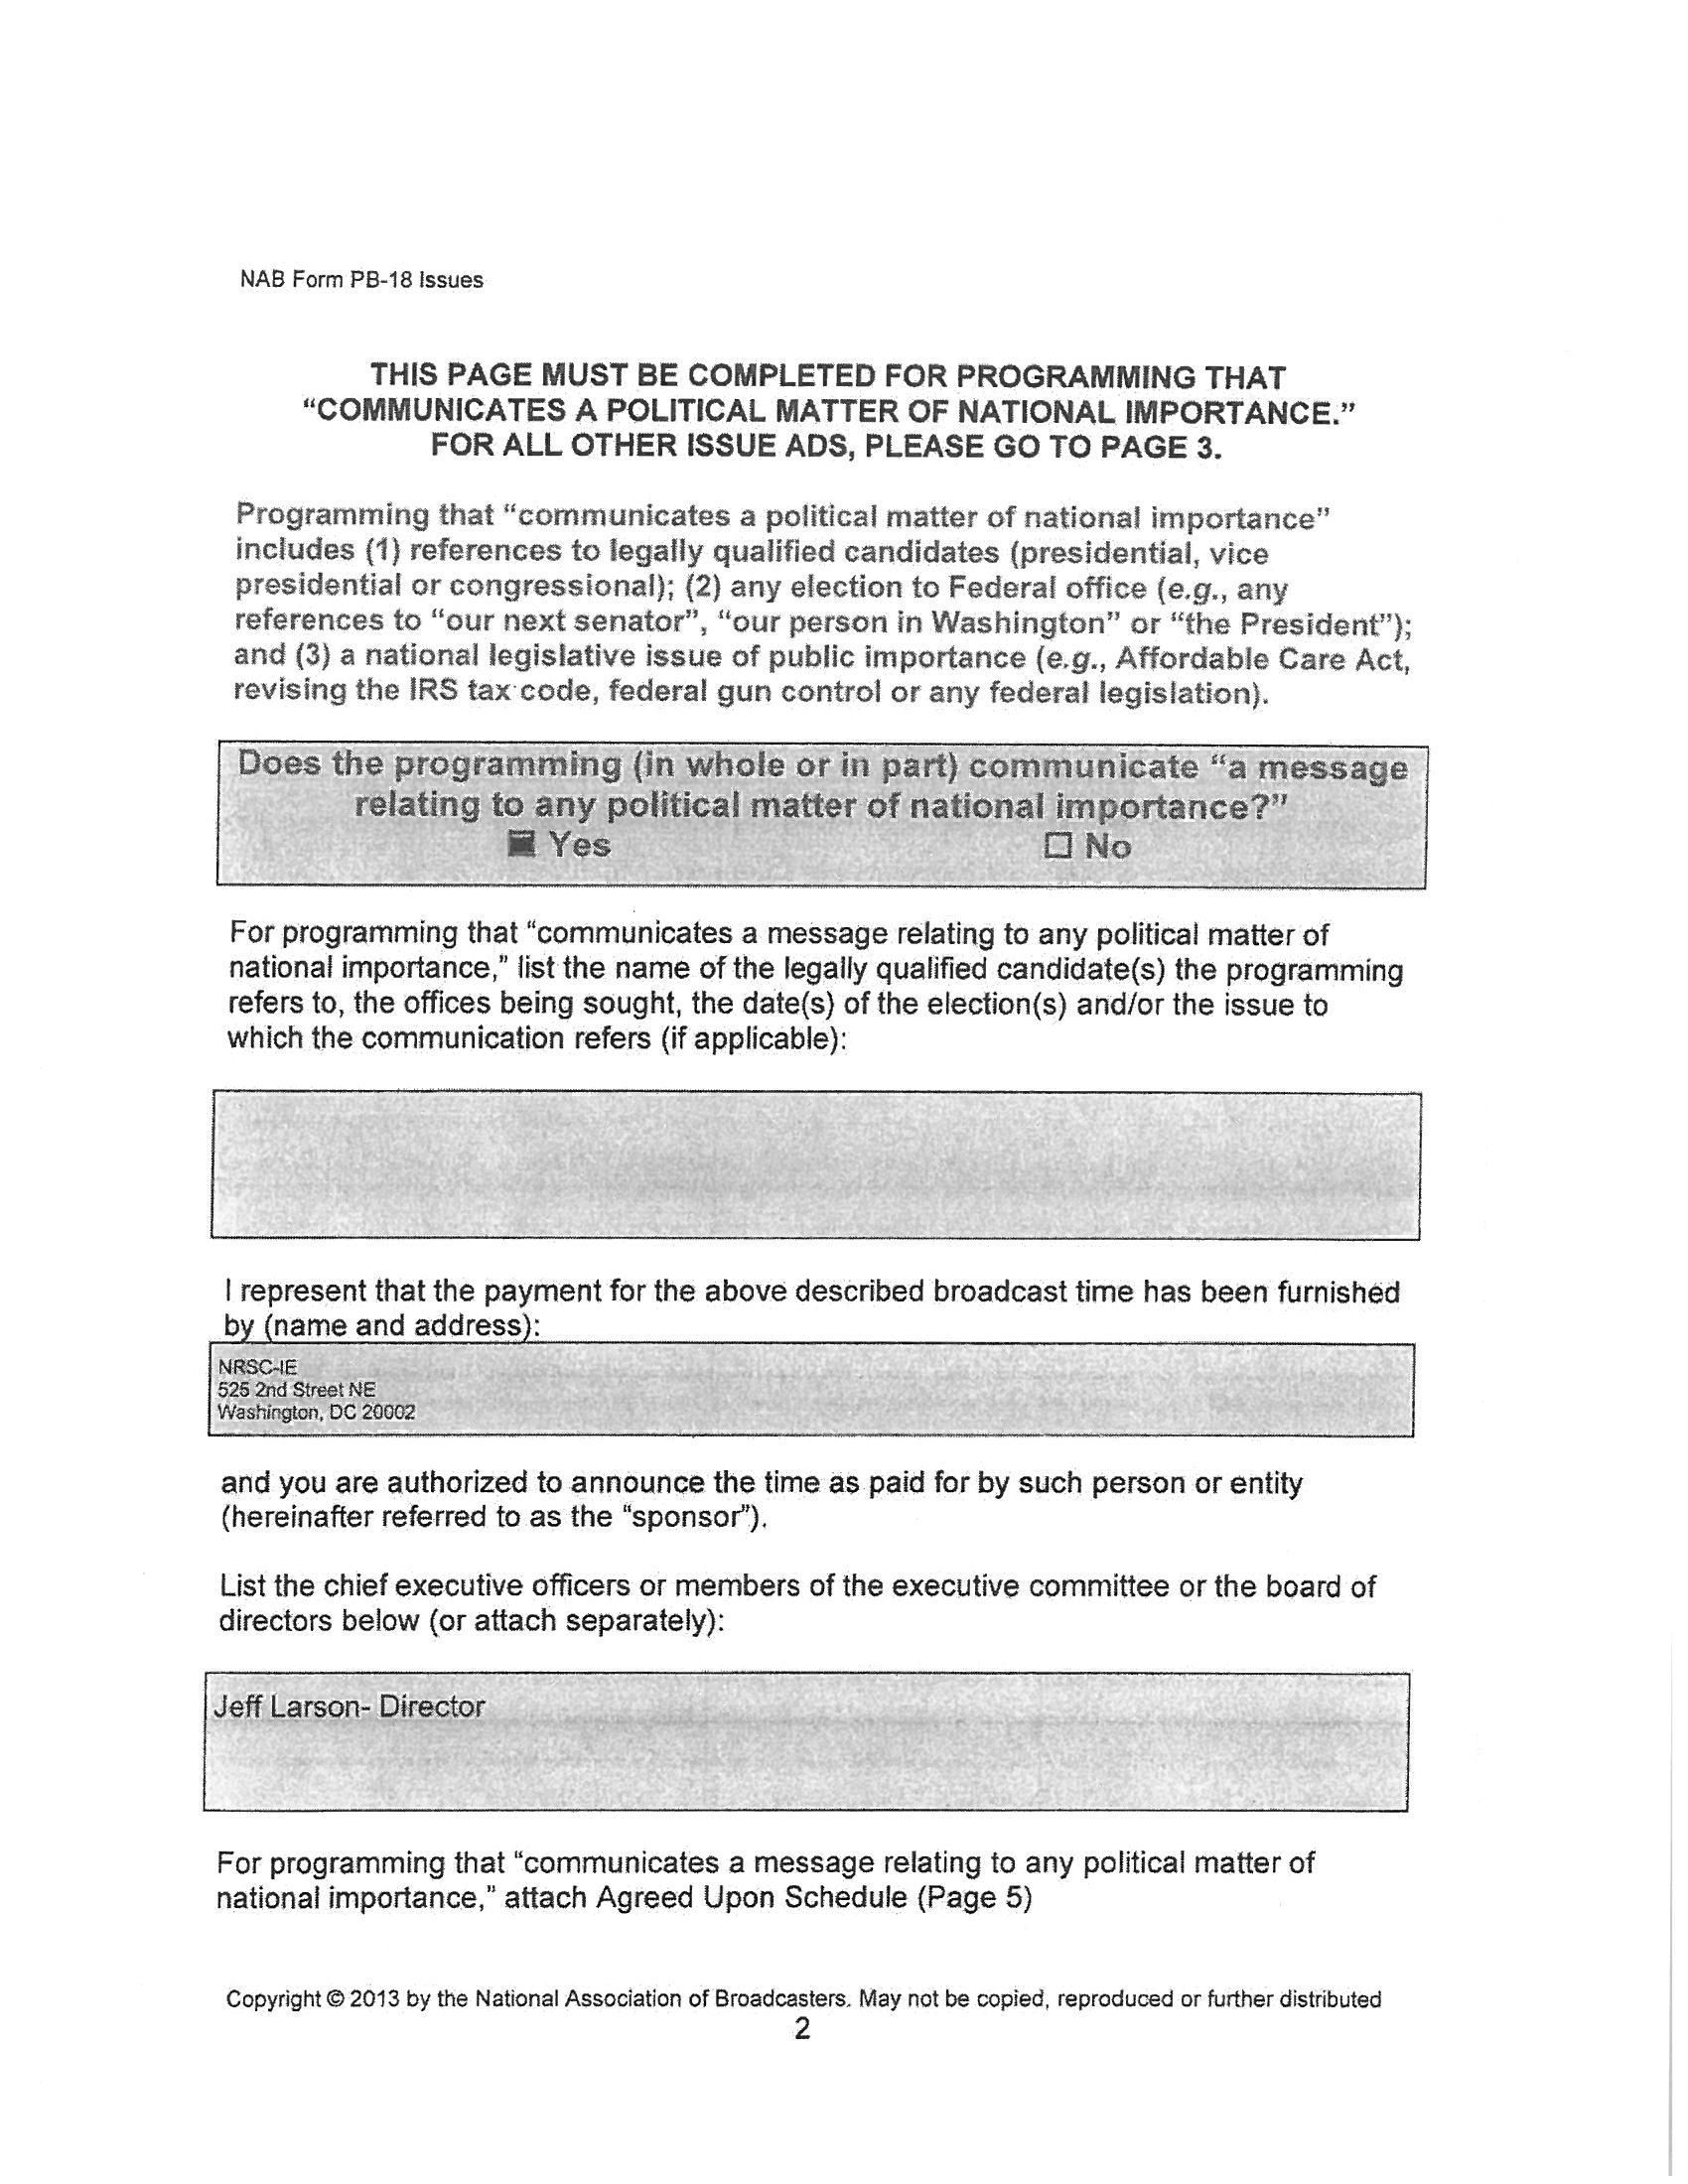 NAB Form PB-18 Issues
THIS PAGE MUST BE COMPLETED FOR PROGRAMMING THAT
“COMMUNICATES A POLITICAL MATTER OF NATIONAL IMPORTANCE.”
FOR ALL OTHER ISSUE ADS, PLEASE GO TO PAGE 3.
Programming that “communicates a political matter of national importance”
includes (1) references to legally qualified candidates (presidential, vice
presidential or congressional); (2) any election to Federal office (e.g., any
references to “our next senator”, “our person in Washington” or “the President”);
and (3) a national legislative issue of public importance (e.g., Affordable Care Act,
revising the IRS tax code, federal gun control or any federal legislation).
Does the programming (in whole or in part) communicate “a message
relating to any political matter of national importance?”
■ Yes ☐ No
For programming that “communicates a message relating to any political matter of
national importance,” list the name of the legally qualified candidate(s) the programming
refers to, the offices being sought, the date(s) of the election(s) and/or the issue to
which the communication refers (if applicable):
I represent that the payment for the above described broadcast time has been furnished
by (name and address):
NRSC-IE
525 2nd Street NE
Washington, DC 20002
and you are authorized to announce the time as paid for by such person or entity
(hereinafter referred to as the “sponsor”).
List the chief executive officers or members of the executive committee or the board of
directors below (or attach separately):
Jeff Larson- Director
For programming that “communicates a message relating to any political matter of
national importance,” attach Agreed Upon Schedule (Page 5)
Copyright © 2013 by the National Association of Broadcasters. May not be copied, reproduced or further distributed
2